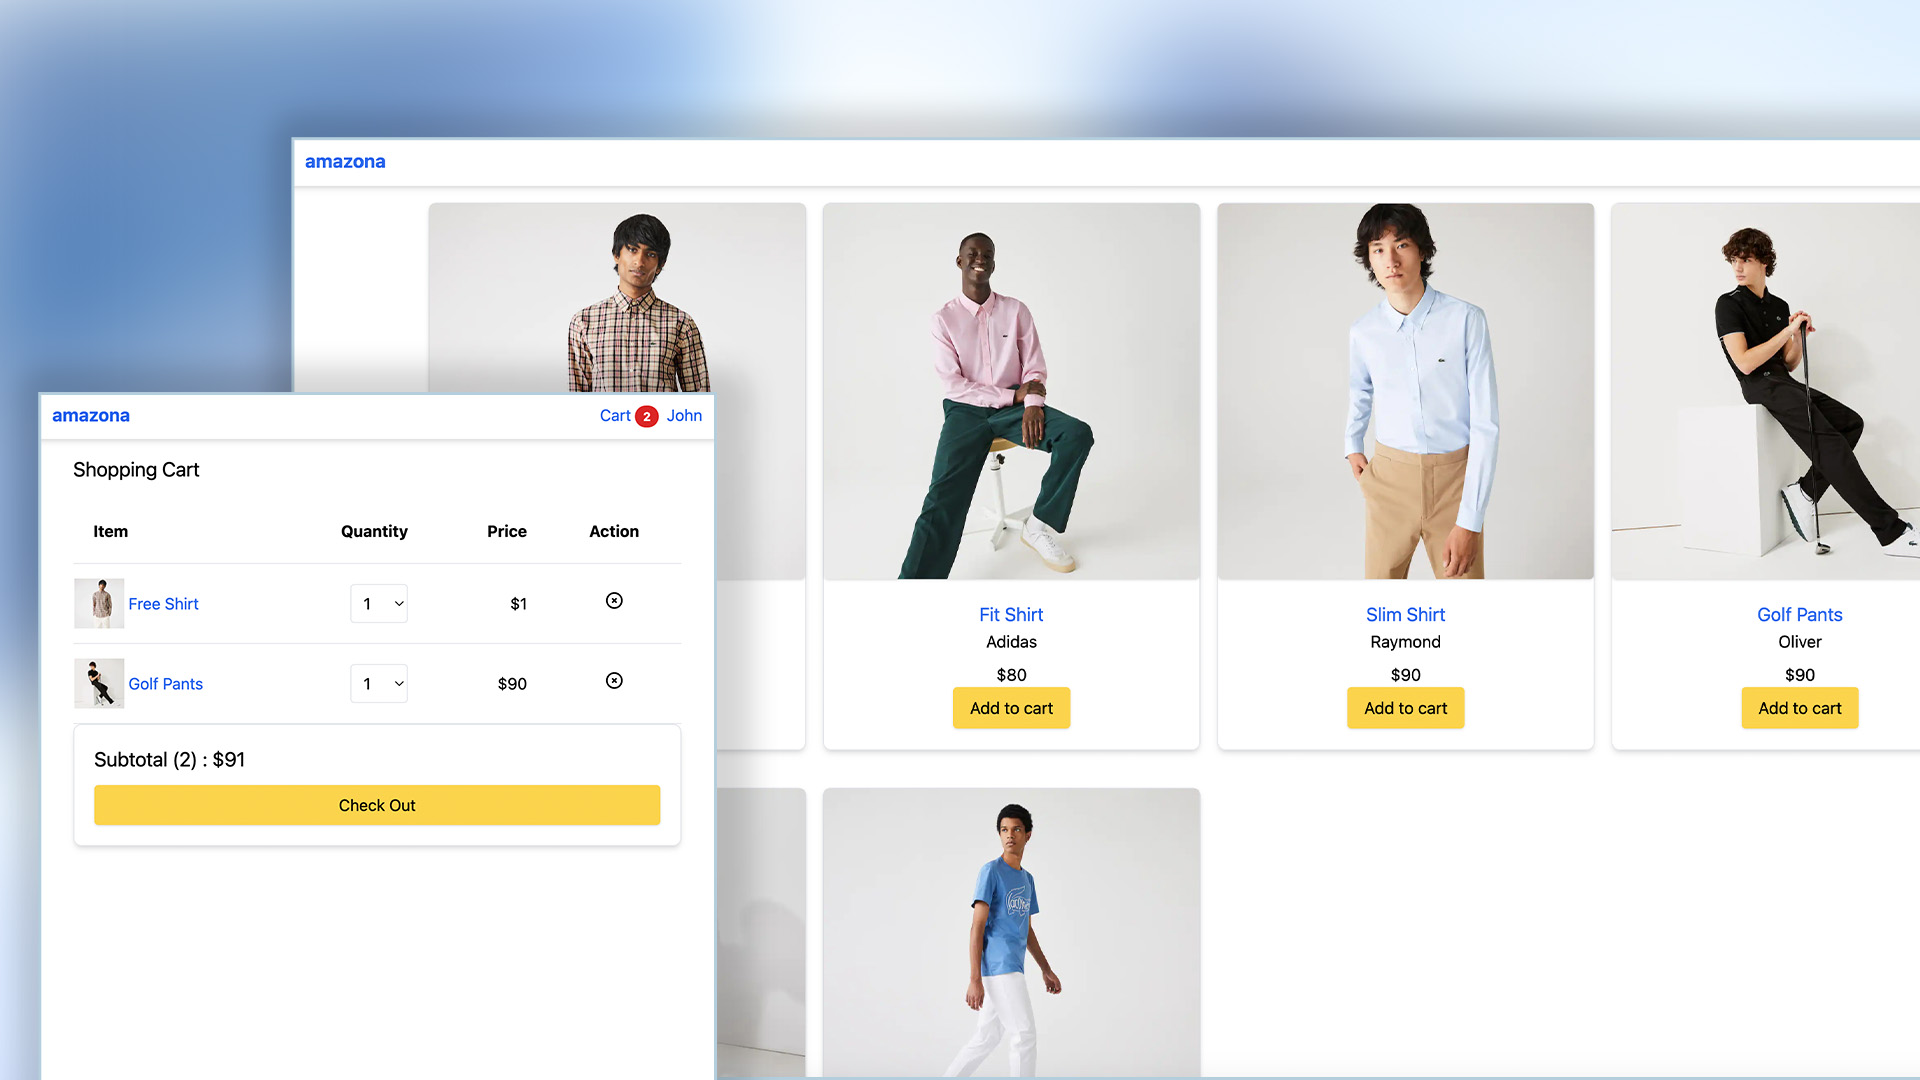 amazona
Fit Shirt
Adidas
$80
Add to cart
Slim Shirt
Raymond
$90
Add to cart
Golf Pants
Oliver
$90
Add to cart
amazona
Cart 2 John
Shopping Cart
Item Quantity Price Action
Free Shirt 1 $1
Golf Pants 1 $90
Subtotal (2) : $91
Check Out